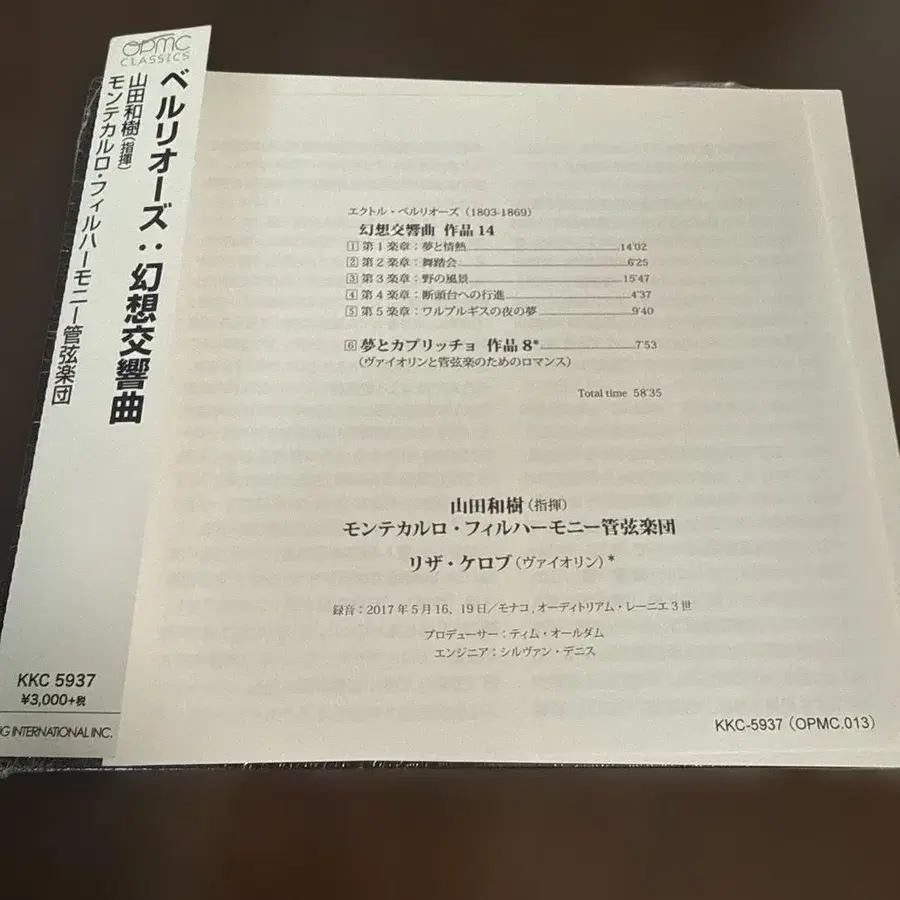 OPMC
CLASSICS
ベルリオーズ：幻想交響曲
山田和樹（指揮）
モンテカルロ・フィルハーモニー管弦楽団
KKC 5937
¥3,000+税
G INTERNATIONAL INC.
エクトル・ベルリオーズ（1803-1869）
幻想交響曲 作品14
1 第1楽章：夢と情熱 14'02
2 第2楽章：舞踏会 6'25
3 第3楽章：野の風景 15'47
4 第4楽章：断頭台への行進 4'37
5 第5楽章：ワルプルギスの夜の夢 9'40
6 夢とカプリッチョ 作品8* 7'53
（ヴァイオリンと管弦楽のためのロマンス）
Total time 58'35
山田和樹（指揮）
モンテカルロ・フィルハーモニー管弦楽団
リザ・ケロブ（ヴァイオリン）*
録音：2017年5月16、19日／モナコ，オーディトリアム・レーニエ3世
プロデューサー：ティム・オールダム
エンジニア：シルヴァン・デニス
KKC-5937（OPMC.013）